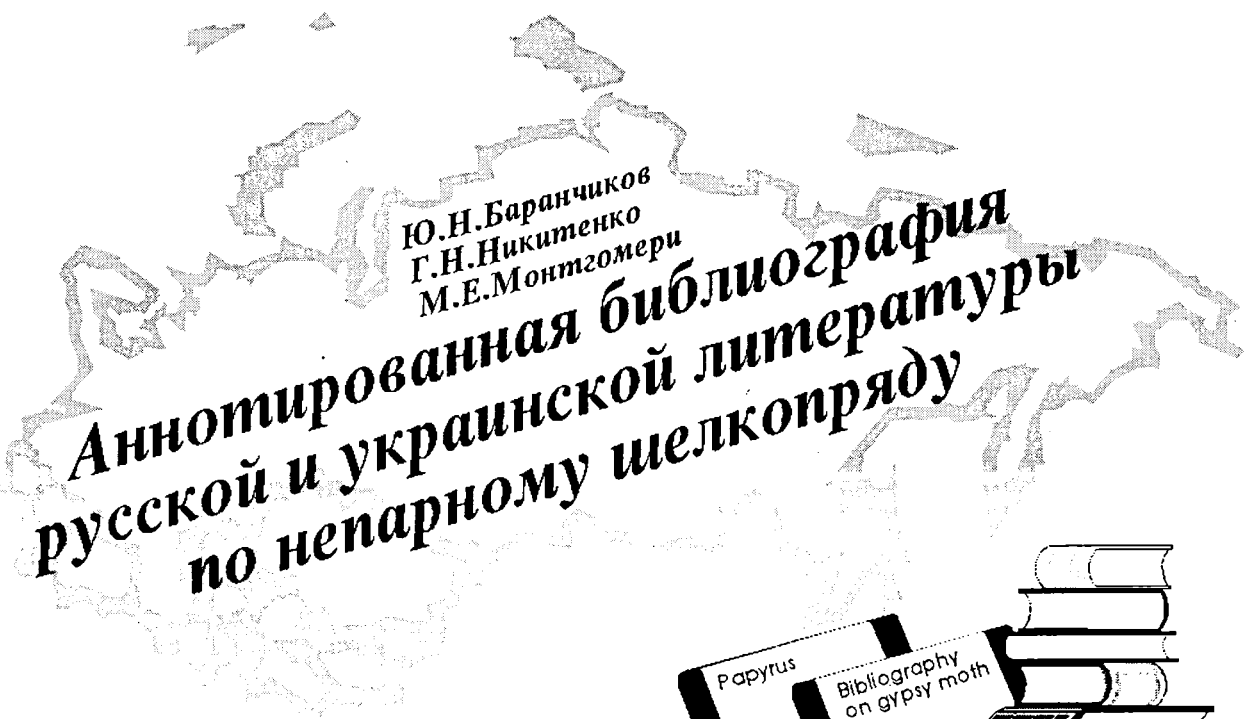 Ю.Н.Баранчиков
Г.Н.Никитенко
М.Е.Монтгомери
Аннотированная библиография
русской и украинской литературы
по непарному шелкопряду
Papyrus
Bibliography
on gypsy moth